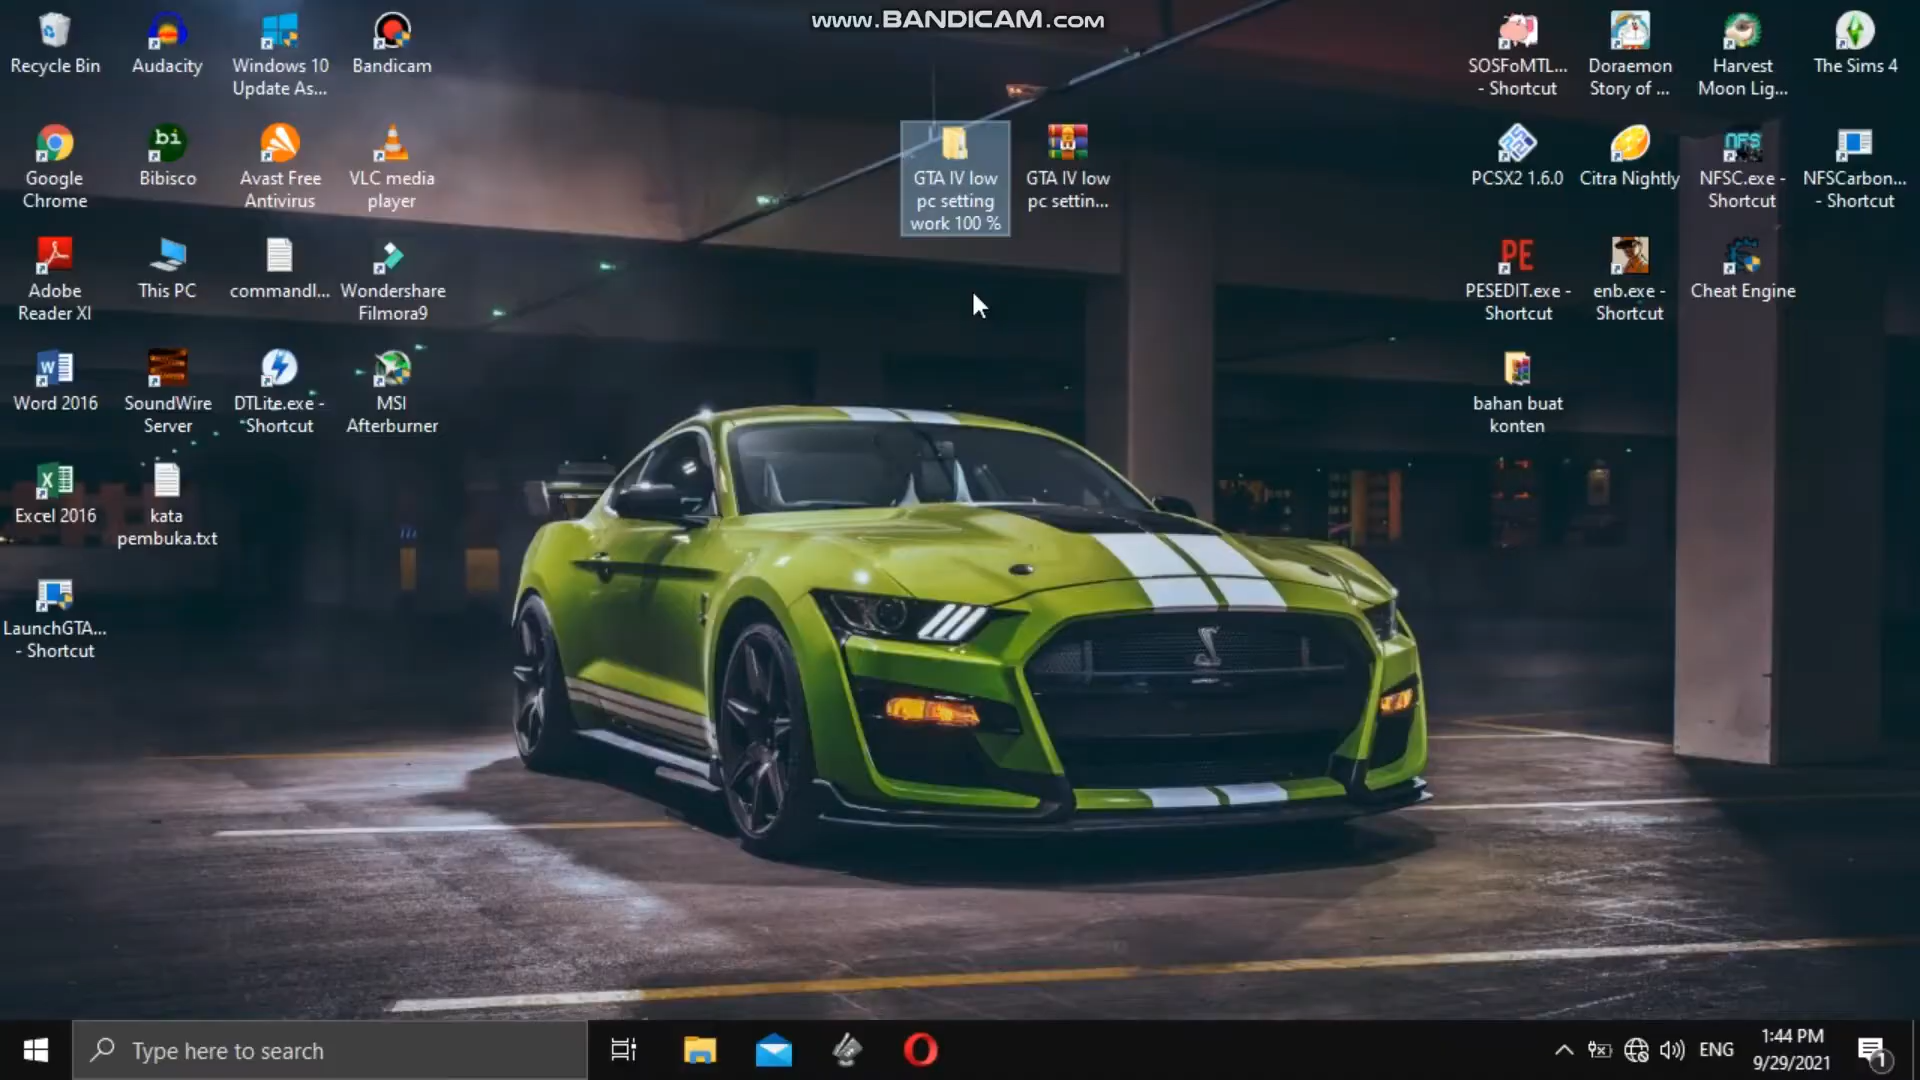 www.BANDICAM.com
Recycle Bin
Audacity
Windows 10
Update As...
Bandicam
Google
Chrome
bi
Bibisco
Avast Free
Antivirus
VLC media
player
Adobe
Reader XI
This PC
commandl...
Wondershare
Filmora9
W
Word 2016
SoundWire
Server
DTLite.exe -
Shortcut
MSI
Afterburner
X
Excel 2016
kata
pembuka.txt
LaunchGTA...
- Shortcut
GTA IV low
pc setting
work 100 %
GTA IV low
pc settin...
SOSFoMTL...
- Shortcut
Doraemon
Story of ...
Harvest
Moon Lig...
The Sims 4
PCSX2 1.6.0
Citra Nightly
NFS
NFSC.exe -
Shortcut
NFSCarbon...
- Shortcut
PE
PESEDIT.exe -
Shortcut
enb.exe -
Shortcut
Cheat Engine
bahan buat
konten
Type here to search
ENG
1:44 PM
9/29/2021
1